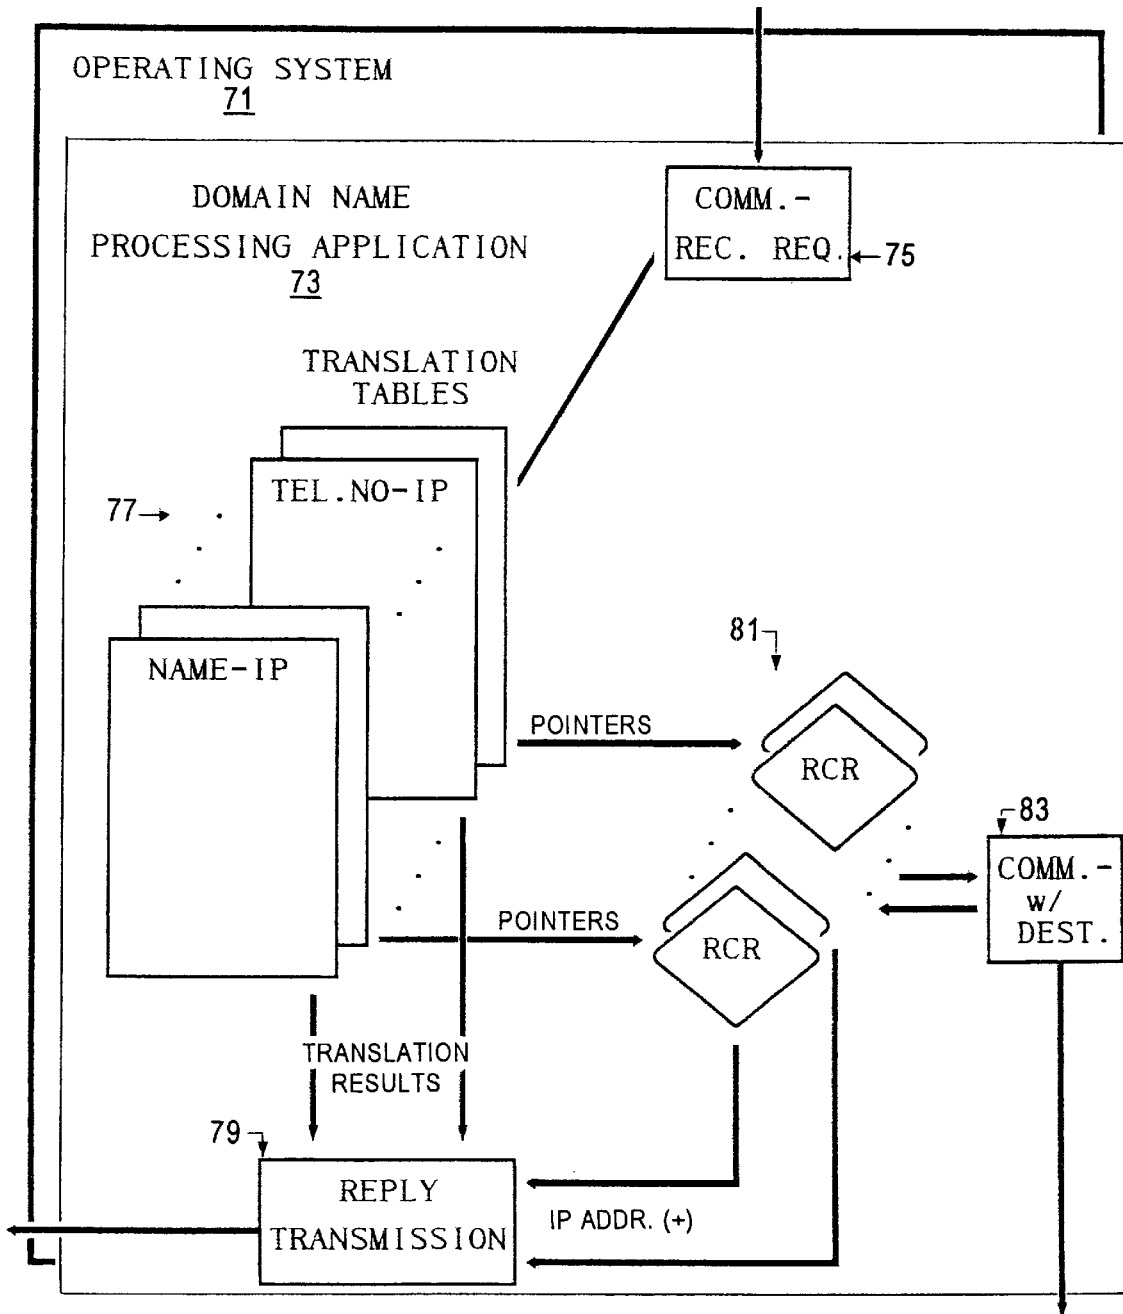 OPERATING SYSTEM
71
DOMAIN NAME
PROCESSING APPLICATION
73
COMM.-
REC. REQ.
75
TRANSLATION
TABLES
77
TEL.NO-IP
NAME-IP
81
POINTERS
RCR
83
COMM.-
w/
DEST.
POINTERS
RCR
TRANSLATION
RESULTS
79
REPLY
TRANSMISSION
IP ADDR. (+)